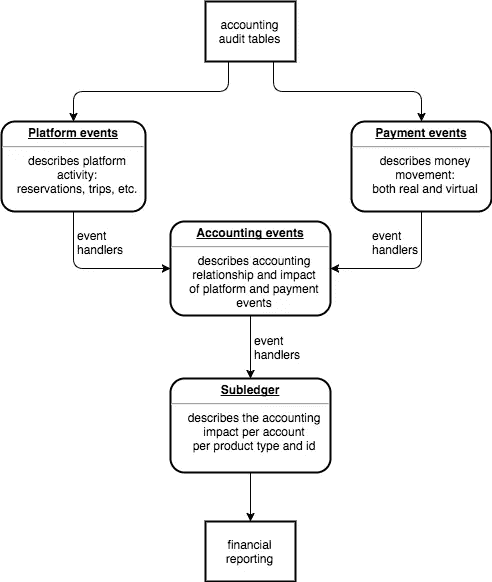 accounting
audit tables
Platform events
describes platform
activity:
reservations, trips, etc.
Payment events
describes money
movement:
both real and virtual
event
handlers
event
handlers
Accounting events
describes accounting
relationship and impact
of platform and payment
events
event
handlers
Subledger
describes the accounting
impact per account
per product type and id
financial
reporting